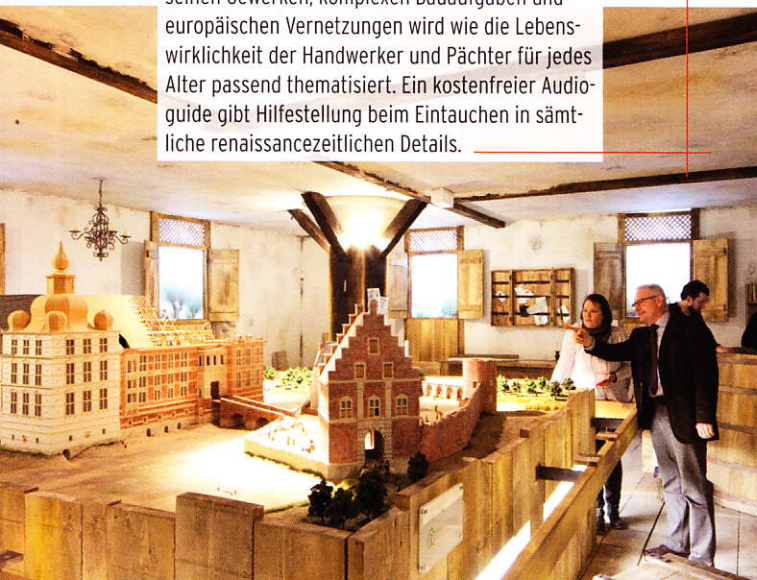 europäischen Vernetzungen wird wie die Lebens-
wirklichkeit der Handwerker und Pächter für jedes
Alter passend thematisiert. Ein kostenfreier Audio-
guide gibt Hilfestellung beim Eintauchen in sämt-
liche renaissancezeitlichen Details.